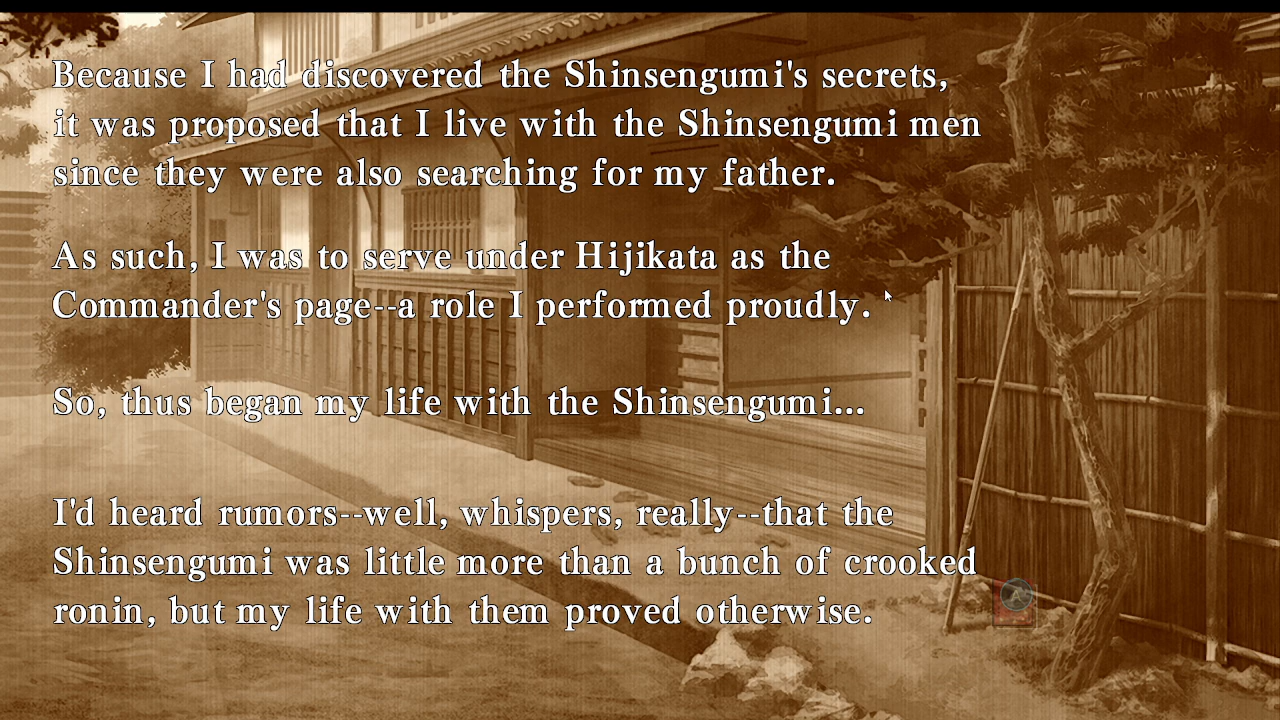 Because I had discovered the Shinsengumi's secrets,
it was proposed that I live with the Shinsengumi men
since they were also searching for my father.
As such, I was to serve under Hijikata as the
Commander's page--a role I performed proudly.
So, thus began my life with the Shinsengumi...
I'd heard rumors--well, whispers, really--that the
Shinsengumi was little more than a bunch of crooked
ronin, but my life with them proved otherwise.